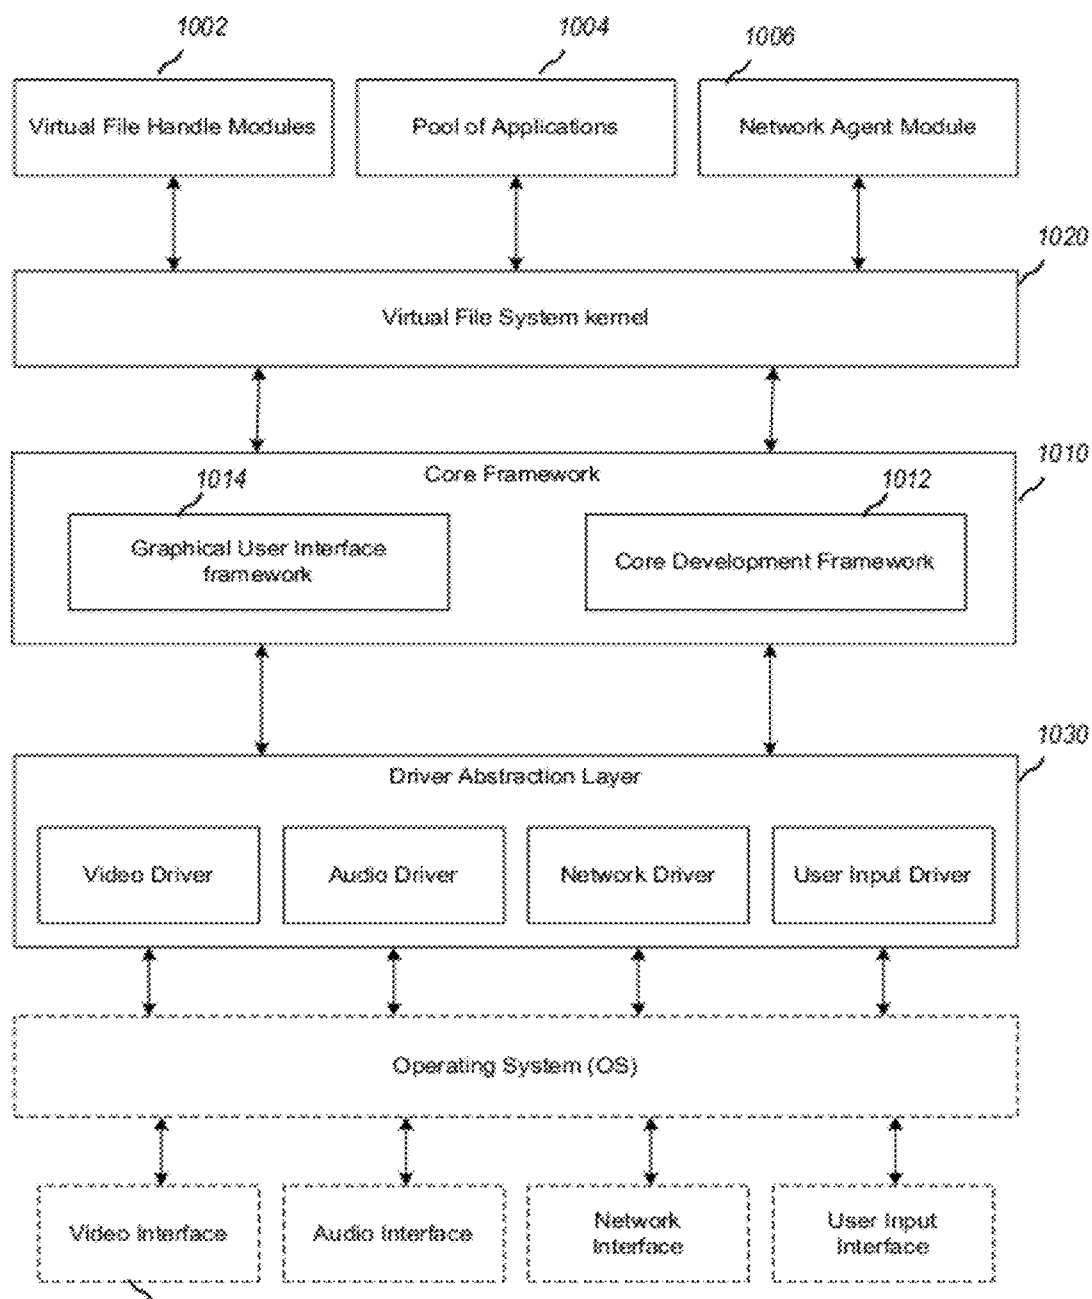 1002
1004
1006
Virtual File Handle Modules
Pool of Applications
Network Agent Module
1020
Virtual File System kernel
1010
Core Framework
1014
1012
Graphical User Interface
framework
Core Development Framework
1030
Driver Abstraction Layer
Video Driver
Audio Driver
Network Driver
User Input Driver
Operating System (OS)
Video Interface
Audio Interface
Network
Interface
User Input
Interface